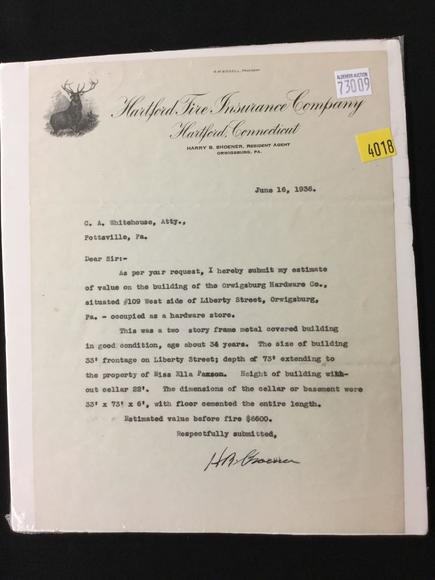 R M BISSELL, PRESIDENT
ALDERFER AUCTION
73009
Hartford Fire Insurance Company
Hartford, Connecticut
4018
HARRY B. SHOENER, RESIDENT AGENT
ORWIGSBURG, PA.
June 16, 1936.
C. A. Whitehouse, Atty.,
Pottsville, Pa.
Dear Sir:-
As per your request, I hereby submit my estimate
of value on the building of the Orwigsburg Hardware Co.,
situated #109 West side of Liberty Street, Orwigsburg,
Pa. - occupied as a hardware store.
This was a two story frame metal covered building
in good condition, age about 34 years. The size of building
33' frontage on Liberty Street; depth of 73' extending to
the property of Miss Ella Paxson. Height of building with-
out cellar 22'. The dimensions of the cellar or basement were
33' x 73' x 6', with floor cemented the entire length.
Estimated value before fire $6600.
Respectfully submitted,
H B Shoener